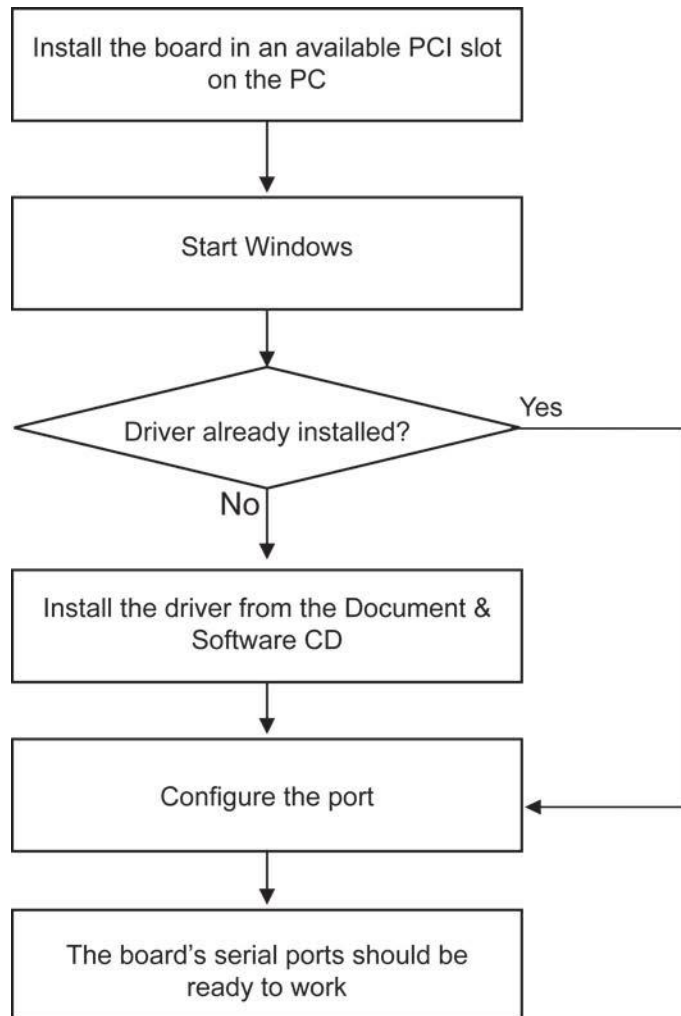 Install the board in an available PCI slot
on the PC
Start Windows
Driver already installed?
Yes
No
Install the driver from the Document &
Software CD
Configure the port
The board's serial ports should be
ready to work